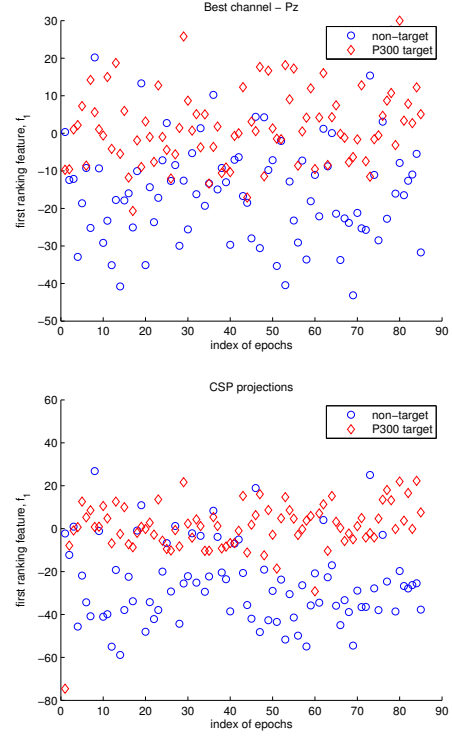 Best channel – Pz
30
20
10
0
−10
−20
−30
−40
−50
0 10 20 30 40 50 60 70 80 90
non−target
P300 target
first ranking feature, f1
index of epochs
CSP projections
60
40
20
0
−20
−40
−60
−80
0 10 20 30 40 50 60 70 80 90
non−target
P300 target
first ranking feature, f1
index of epochs